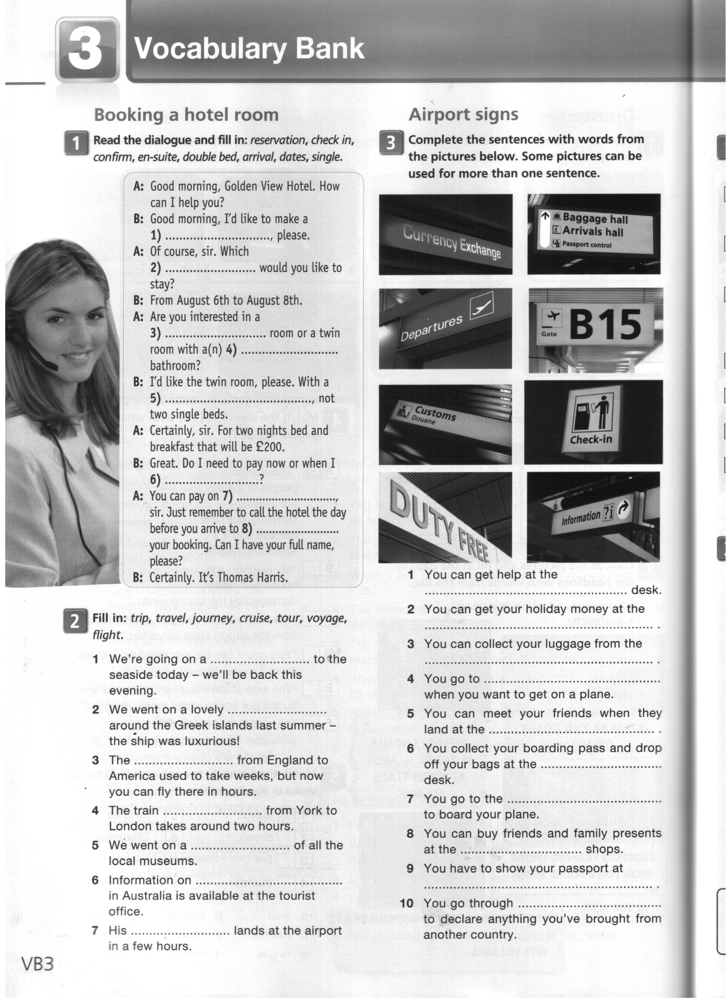 3
Vocabulary Bank
Booking a hotel room
1 Read the dialogue and fill in: reservation, check in,
confirm, en-suite, double bed, arrival, dates, single.
A: Good morning, Golden View Hotel. How
can I help you?
B: Good morning, I'd like to make a
1) .............................., please.
A: Of course, sir. Which
2) .......................... would you like to
stay?
B: From August 6th to August 8th.
A: Are you interested in a
3) ............................. room or a twin
room with a(n) 4) ............................
bathroom?
B: I'd like the twin room, please. With a
5) .........................................., not
two single beds.
A: Certainly, sir. For two nights bed and
breakfast that will be £200.
B: Great. Do I need to pay now or when I
6) ...........................?
A: You can pay on 7) ..............................,
sir. Just remember to call the hotel the day
before you arrive to 8) ..........................
your booking. Can I have your full name,
please?
B: Certainly. It's Thomas Harris.
2 Fill in: trip, travel, journey, cruise, tour, voyage,
flight.
1 We're going on a ........................... to the
seaside today – we'll be back this
evening.
2 We went on a lovely ...........................
around the Greek islands last summer –
the ship was luxurious!
3 The ........................... from England to
America used to take weeks, but now
you can fly there in hours.
4 The train ........................... from York to
London takes around two hours.
5 We went on a ........................... of all the
local museums.
6 Information on ........................................
in Australia is available at the tourist
office.
7 His ........................... lands at the airport
in a few hours.
VB3
Airport signs
3 Complete the sentences with words from
the pictures below. Some pictures can be
used for more than one sentence.
Currency Exchange
Baggage hall
Arrivals hall
Passport control
Departures
Gate B15
Customs
Douane
Check-in
DUTY FREE
Information ?i
1 You can get help at the
....................................................... desk.
2 You can get your holiday money at the
.............................................................. .
3 You can collect your luggage from the
.............................................................. .
4 You go to ................................................
when you want to get on a plane.
5 You can meet your friends when they
land at the ............................................. .
6 You collect your boarding pass and drop
off your bags at the .................................
desk.
7 You go to the ..........................................
to board your plane.
8 You can buy friends and family presents
at the ................................. shops.
9 You have to show your passport at
.............................................................. .
10 You go through .......................................
to declare anything you've brought from
another country.